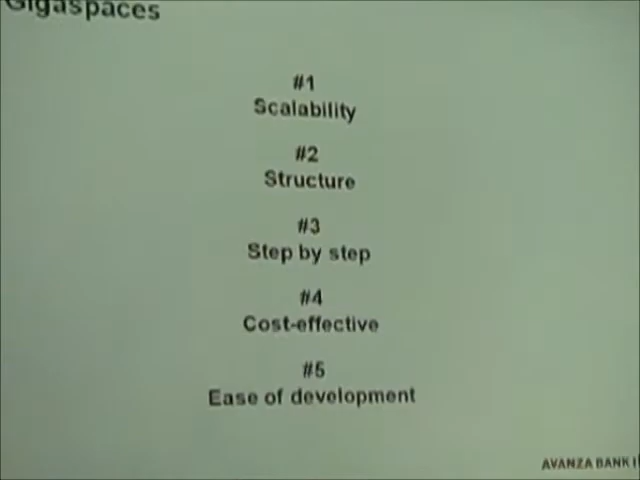 Gigaspaces
#1
Scalability
#2
Structure
#3
Step by step
#4
Cost-effective
#5
Ease of development
AVANZA BANK